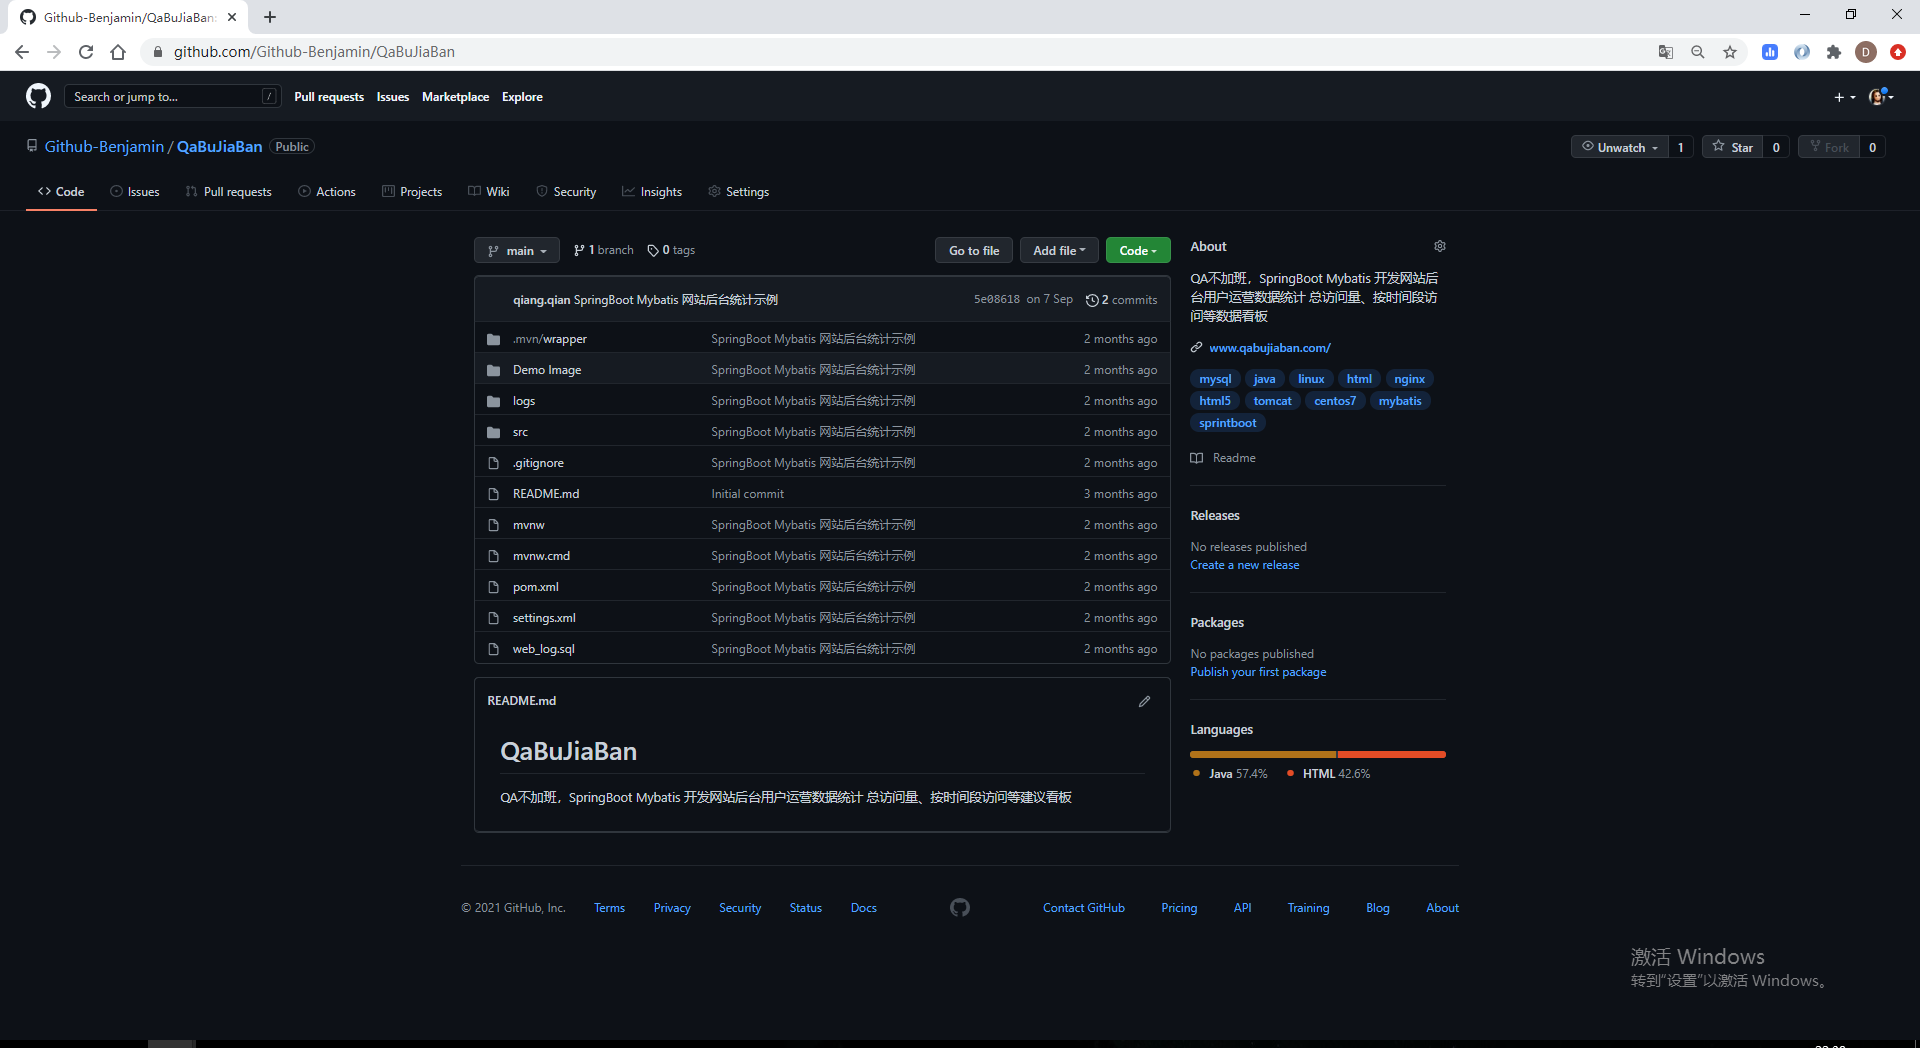 Github-Benjamin/QaBuJiaBan:
github.com/Github-Benjamin/QaBuJiaBan
D
Search or jump to... /
Pull requests Issues Marketplace Explore
Github-Benjamin / QaBuJiaBan Public
Unwatch 1 Star 0 Fork 0
Code Issues Pull requests Actions Projects Wiki Security Insights Settings
main 1 branch 0 tags
Go to file Add file Code
qiang.qian SpringBoot Mybatis 网站后台统计示例 5e08618 on 7 Sep 2 commits
.mvn/wrapper SpringBoot Mybatis 网站后台统计示例 2 months ago
Demo Image SpringBoot Mybatis 网站后台统计示例 2 months ago
logs SpringBoot Mybatis 网站后台统计示例 2 months ago
src SpringBoot Mybatis 网站后台统计示例 2 months ago
.gitignore SpringBoot Mybatis 网站后台统计示例 2 months ago
README.md Initial commit 3 months ago
mvnw SpringBoot Mybatis 网站后台统计示例 2 months ago
mvnw.cmd SpringBoot Mybatis 网站后台统计示例 2 months ago
pom.xml SpringBoot Mybatis 网站后台统计示例 2 months ago
settings.xml SpringBoot Mybatis 网站后台统计示例 2 months ago
web_log.sql SpringBoot Mybatis 网站后台统计示例 2 months ago
README.md
QaBuJiaBan
QA不加班，SpringBoot Mybatis 开发网站后台用户运营数据统计 总访问量、按时间段访问等建议看板
About
QA不加班，SpringBoot Mybatis 开发网站后
台用户运营数据统计 总访问量、按时间段访
问等数据看板
www.qabujiaban.com/
mysql java linux html nginx
html5 tomcat centos7 mybatis
sprintboot
Readme
Releases
No releases published
Create a new release
Packages
No packages published
Publish your first package
Languages
Java 57.4% HTML 42.6%
© 2021 GitHub, Inc. Terms Privacy Security Status Docs Contact GitHub Pricing API Training Blog About
激活 Windows
转到“设置”以激活 Windows。